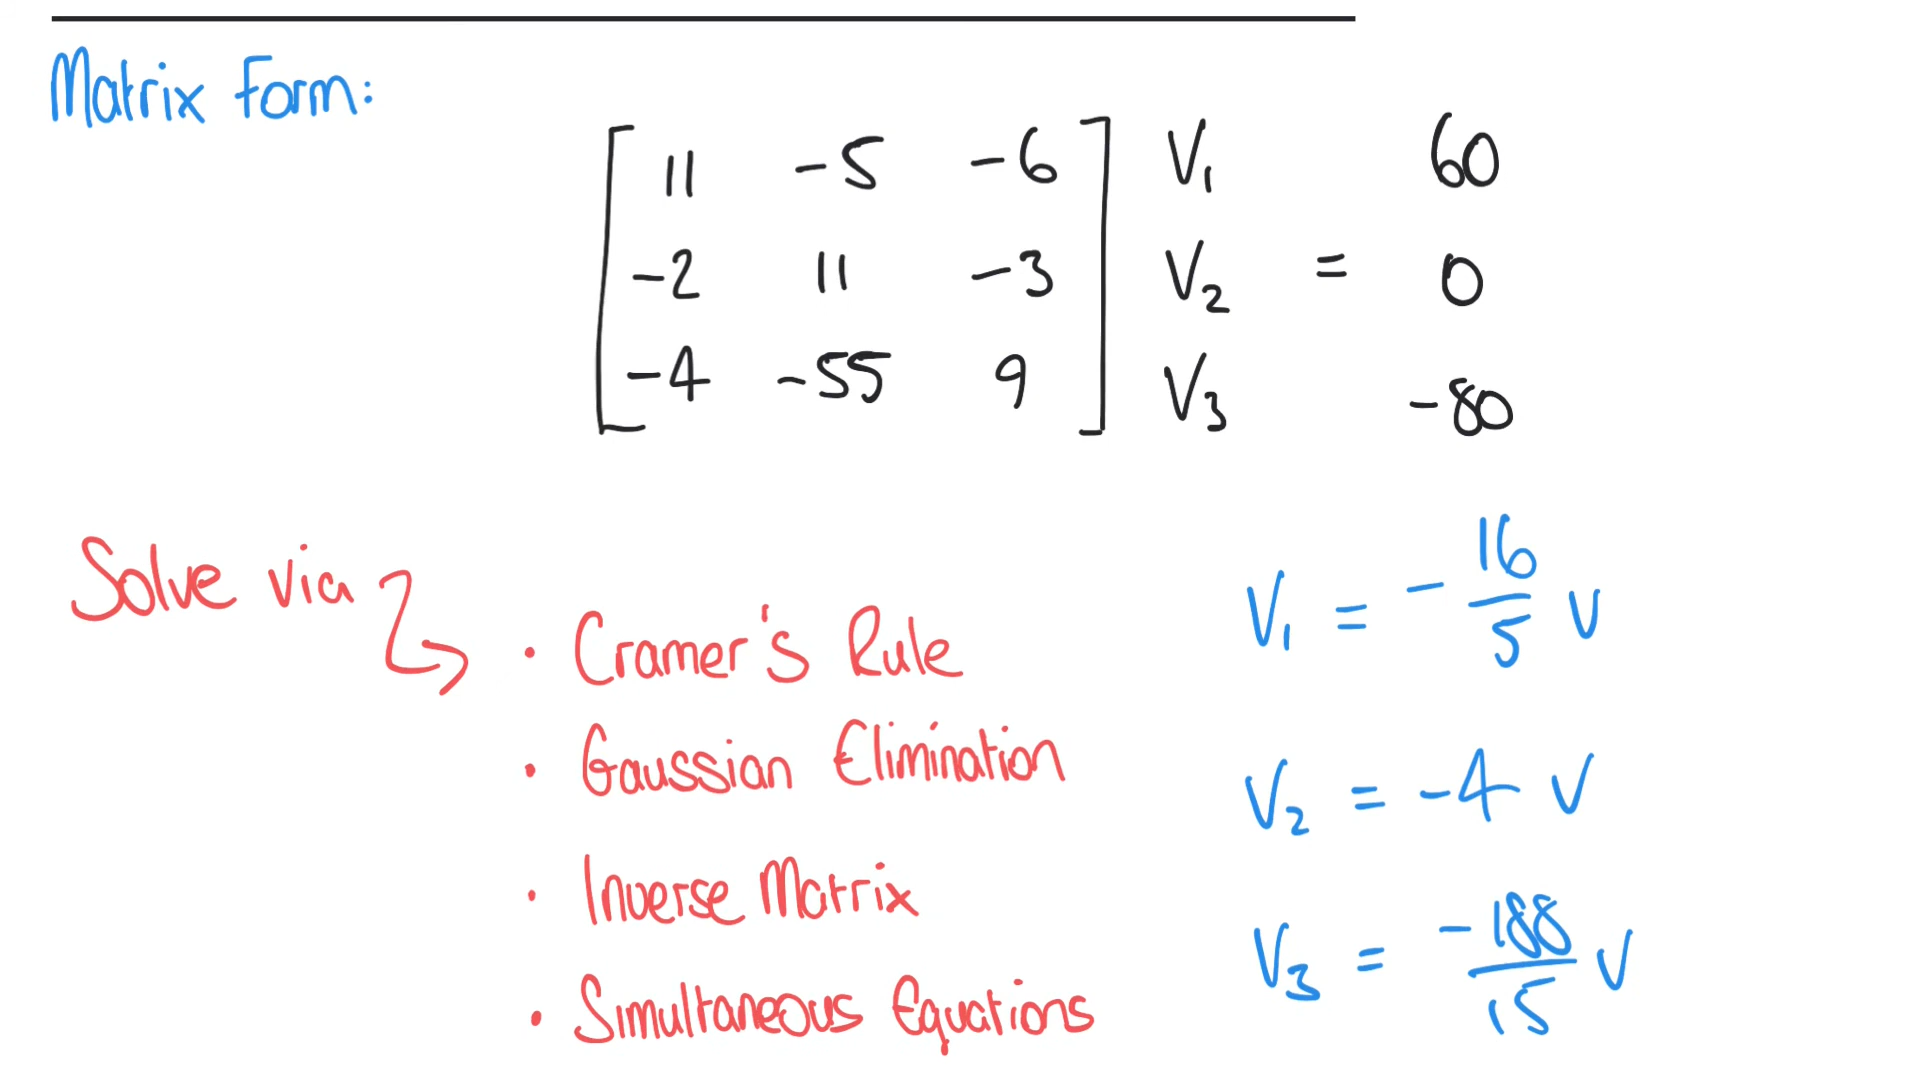 Matrix Form:
[ 11 -5 -6 ] V₁ 60
[ -2 11 -3 ] V₂ = 0
[ -4 -55 9 ] V₃ -80
Solve via
• Cramer's Rule
• Gaussian Elimination
• Inverse Matrix
• Simultaneous Equations
V₁ = - 16/5 V
V₂ = -4 V
V₃ = -188/15 V